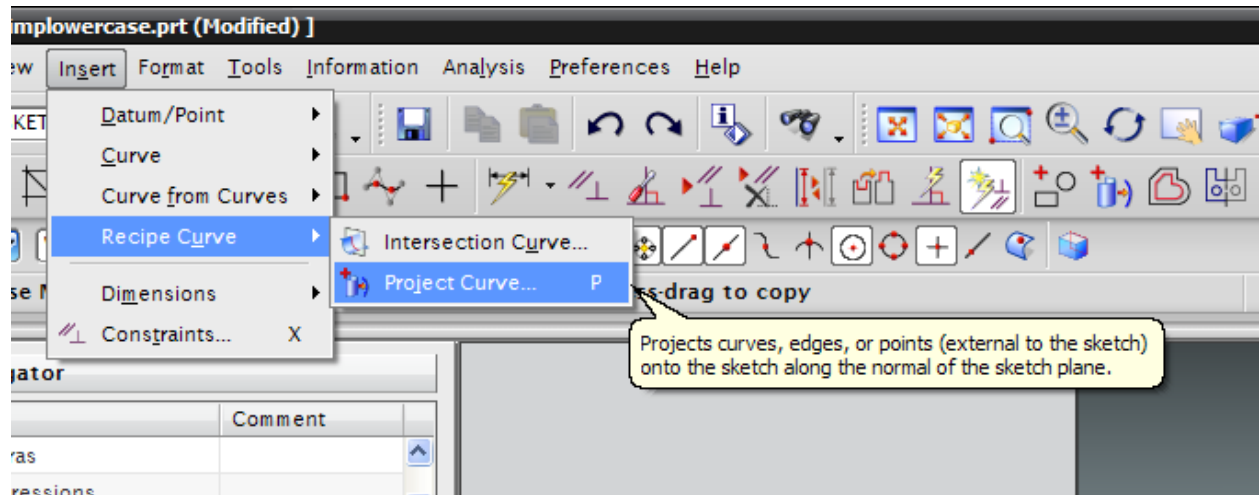 implowercase.prt (Modified) ]
ew Insert Format Tools Information Analysis Preferences Help
KET
Datum/Point
Curve
Curve from Curves
Recipe Curve
Intersection Curve...
Project Curve... P
rs-drag to copy
se M
Dimensions
Constraints... X
Projects curves, edges, or points (external to the sketch)
onto the sketch along the normal of the sketch plane.
gator
Comment
ras
ressions